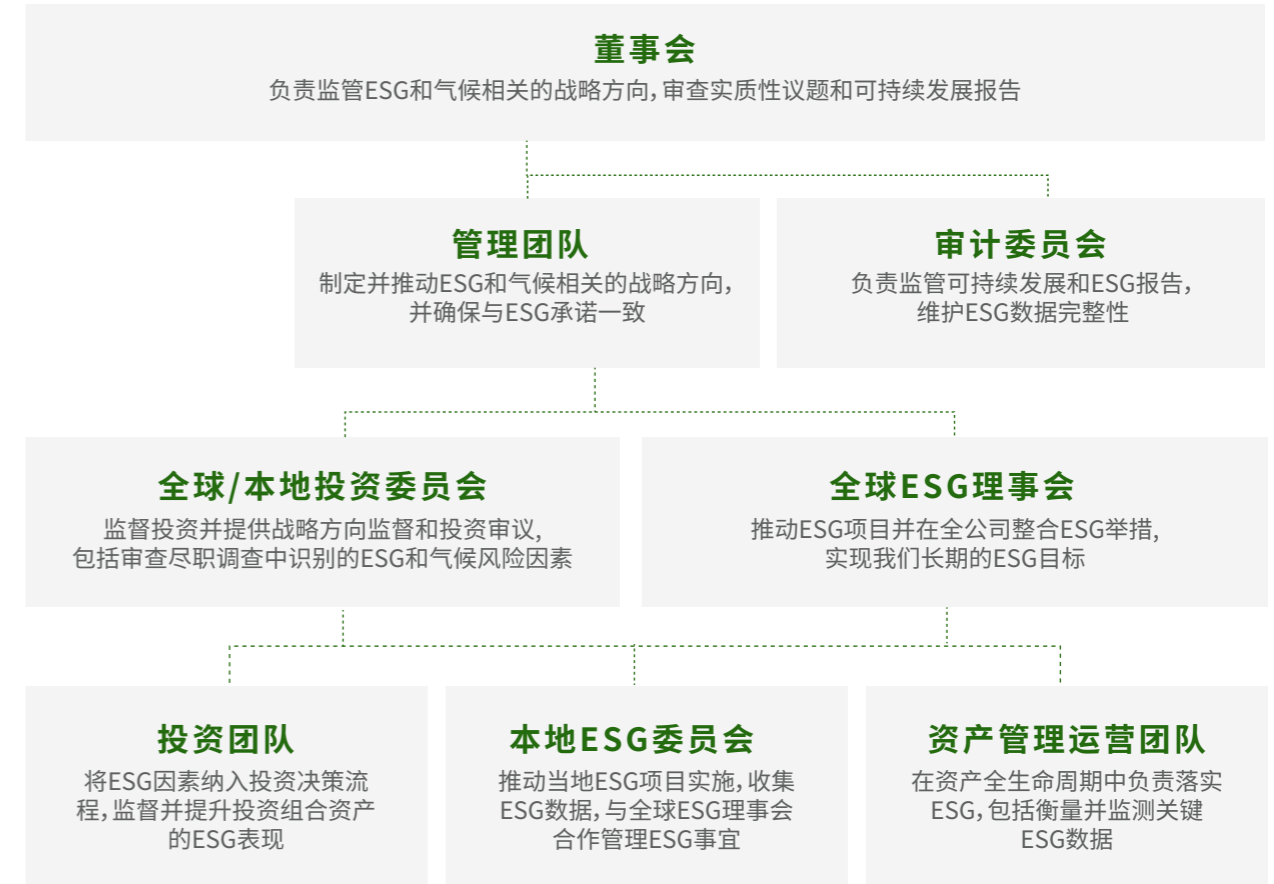 董事会
负责监管ESG和气候相关的战略方向，审查实质性议题和可持续发展报告
管理团队
制定并推动ESG和气候相关的战略方向，
并确保与ESG承诺一致
审计委员会
负责监管可持续发展和ESG报告，
维护ESG数据完整性
全球/本地投资委员会
监督投资并提供战略方向监督和投资审议,
包括审查尽职调查中识别的ESG和气候风险因素
全球ESG理事会
推动ESG项目并在全公司整合ESG举措,
实现我们长期的ESG目标
投资团队
将ESG因素纳入投资决策流
程，监督并提升投资组合资产
的ESG表现
本地ESG委员会
推动当地ESG项目实施，收集
ESG数据，与全球ESG理事会
合作管理ESG事宜
资产管理运营团队
在资产全生命周期中负责落实
ESG，包括衡量并监测关键
ESG数据